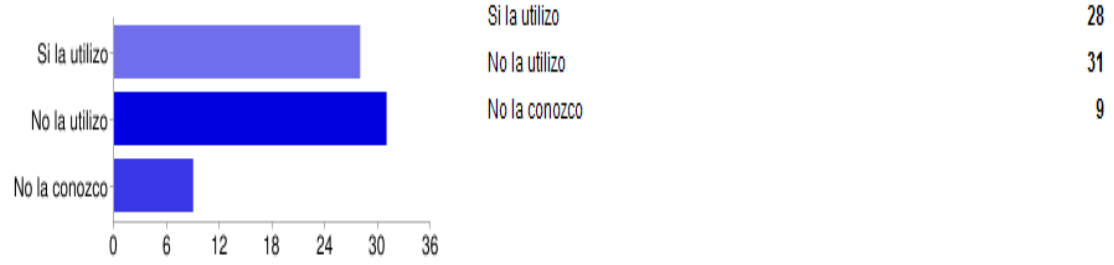 Si la utilizo
No la utilizo
No la conozco
0 6 12 18 24 30 36
Si la utilizo 28
No la utilizo 31
No la conozco 9